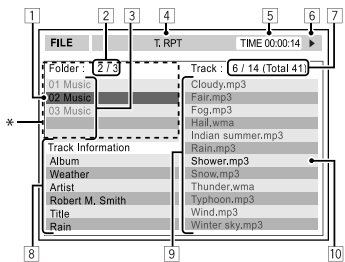 1 2 3 4 5 6 7
FILE T. RPT TIME 00:00:14
Folder : 2 / 3 Track : 6 / 14 (Total 41)
01 Music
02 Music
03 Music
*
Track Information
Album
Weather
Artist
Robert M. Smith
Title
Rain
Cloudy.mp3
Fair.mp3
Fog.mp3
Hail.wma
Indian summer.mp3
Rain.mp3
Shower.mp3
Snow.mp3
Thunder.wma
Typhoon.mp3
Wind.mp3
Winter sky.mp3
8 9 10